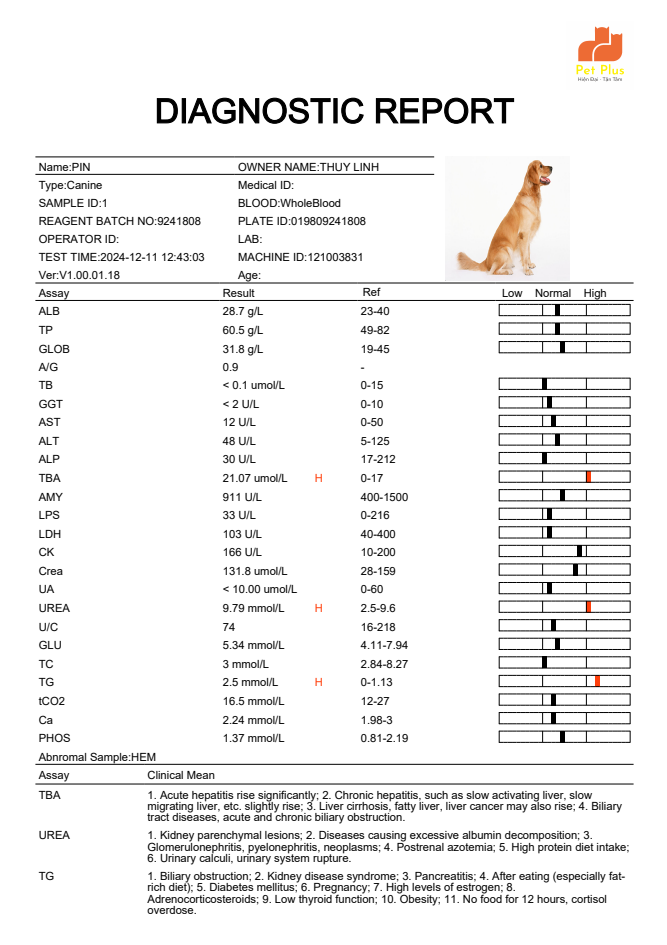 Pet Plus
Hiện Đại - Tận Tâm
DIAGNOSTIC REPORT
Name:PIN OWNER NAME:THUY LINH
Type:Canine Medical ID:
SAMPLE ID:1 BLOOD:WholeBlood
REAGENT BATCH NO:9241808 PLATE ID:019809241808
OPERATOR ID: LAB:
TEST TIME:2024-12-11 12:43:03 MACHINE ID:121003831
Ver:V1.00.01.18 Age:
Assay Result Ref Low Normal High
ALB 28.7 g/L 23-40
TP 60.5 g/L 49-82
GLOB 31.8 g/L 19-45
A/G 0.9 -
TB < 0.1 umol/L 0-15
GGT < 2 U/L 0-10
AST 12 U/L 0-50
ALT 48 U/L 5-125
ALP 30 U/L 17-212
TBA 21.07 umol/L H 0-17
AMY 911 U/L 400-1500
LPS 33 U/L 0-216
LDH 103 U/L 40-400
CK 166 U/L 10-200
Crea 131.8 umol/L 28-159
UA < 10.00 umol/L 0-60
UREA 9.79 mmol/L H 2.5-9.6
U/C 74 16-218
GLU 5.34 mmol/L 4.11-7.94
TC 3 mmol/L 2.84-8.27
TG 2.5 mmol/L H 0-1.13
tCO2 16.5 mmol/L 12-27
Ca 2.24 mmol/L 1.98-3
PHOS 1.37 mmol/L 0.81-2.19
Abnromal Sample:HEM
Assay Clinical Mean
TBA 1. Acute hepatitis rise significantly; 2. Chronic hepatitis, such as slow activating liver, slow
migrating liver, etc. slightly rise; 3. Liver cirrhosis, fatty liver, liver cancer may also rise; 4. Biliary
tract diseases, acute and chronic biliary obstruction.
UREA 1. Kidney parenchymal lesions; 2. Diseases causing excessive albumin decomposition; 3.
Glomerulonephritis, pyelonephritis, neoplasms; 4. Postrenal azotemia; 5. High protein diet intake;
6. Urinary calculi, urinary system rupture.
TG 1. Biliary obstruction; 2. Kidney disease syndrome; 3. Pancreatitis; 4. After eating (especially fat-
rich diet); 5. Diabetes mellitus; 6. Pregnancy; 7. High levels of estrogen; 8.
Adrenocorticosteroids; 9. Low thyroid function; 10. Obesity; 11. No food for 12 hours, cortisol
overdose.